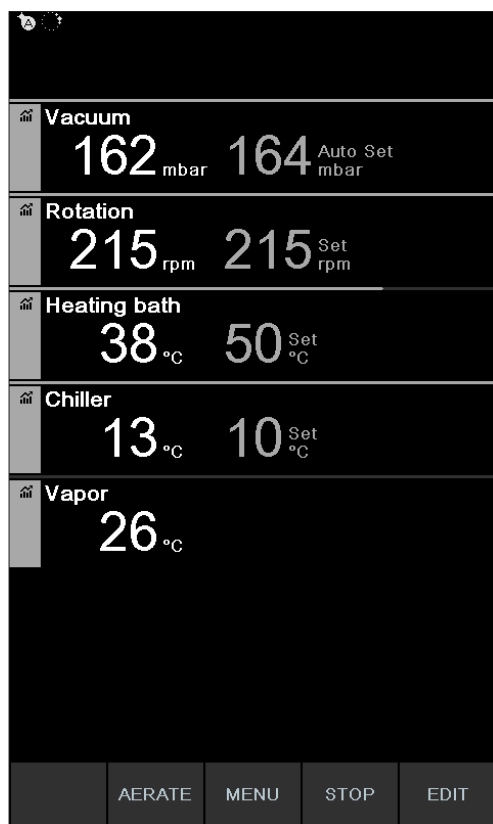 A
Vacuum
162 mbar 164 Auto Set mbar
Rotation
215 rpm 215 Set rpm
Heating bath
38 °C 50 Set °C
Chiller
13 °C 10 Set °C
Vapor
26 °C
AERATE MENU STOP EDIT